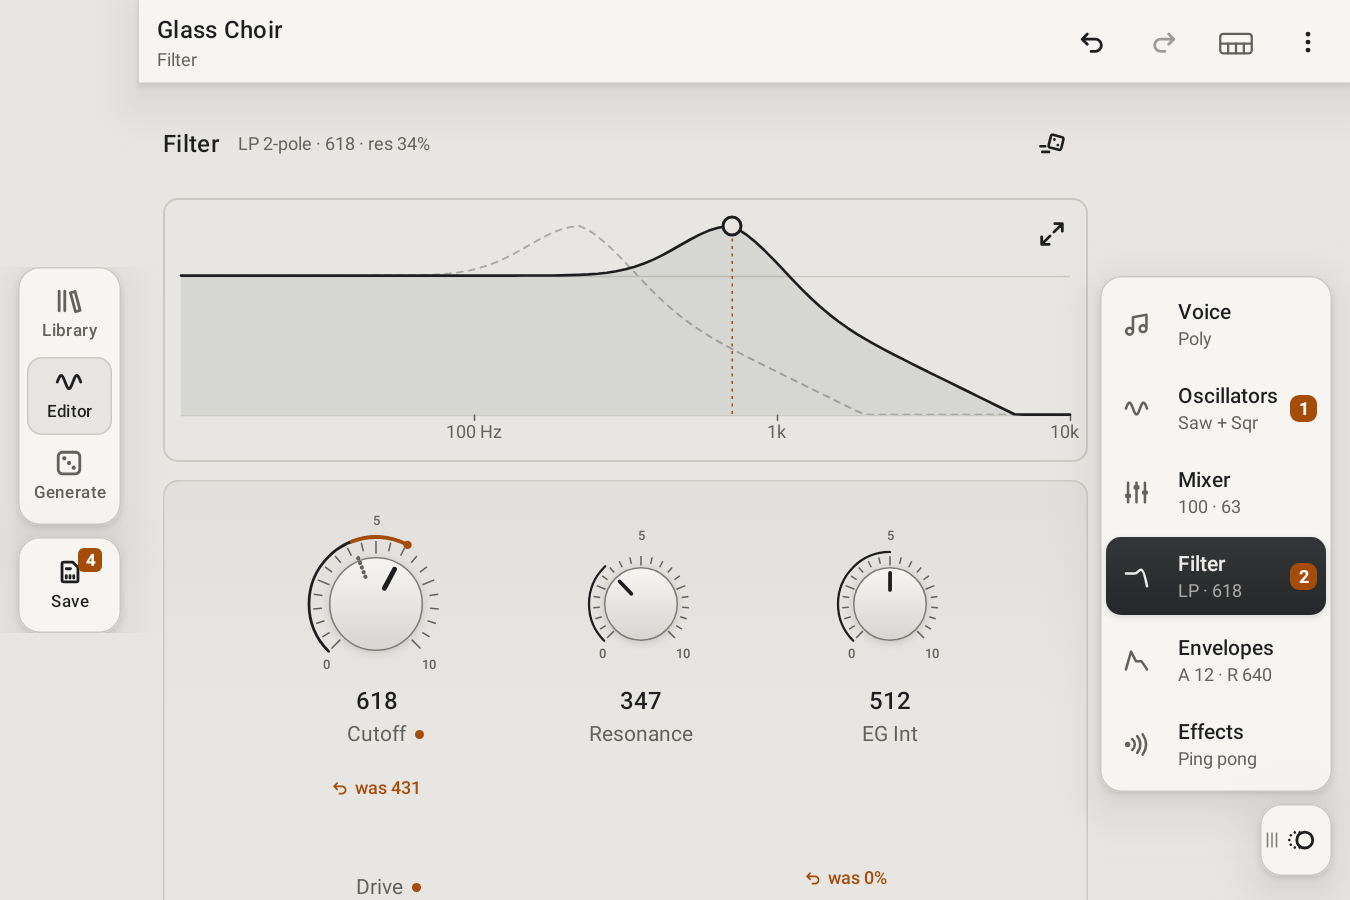 Glass Choir
Filter
Filter
LP 2-pole · 618 · res 34%
100 Hz
1k
10k
Library
Editor
Generate
4
Save
Voice
Poly
Oscillators
Saw + Sqr
1
Mixer
100 · 63
Filter
LP · 618
2
Envelopes
A 12 · R 640
Effects
Ping pong
5
0
10
618
Cutoff
was 431
5
0
10
347
Resonance
5
0
10
512
EG Int
Drive
was 0%